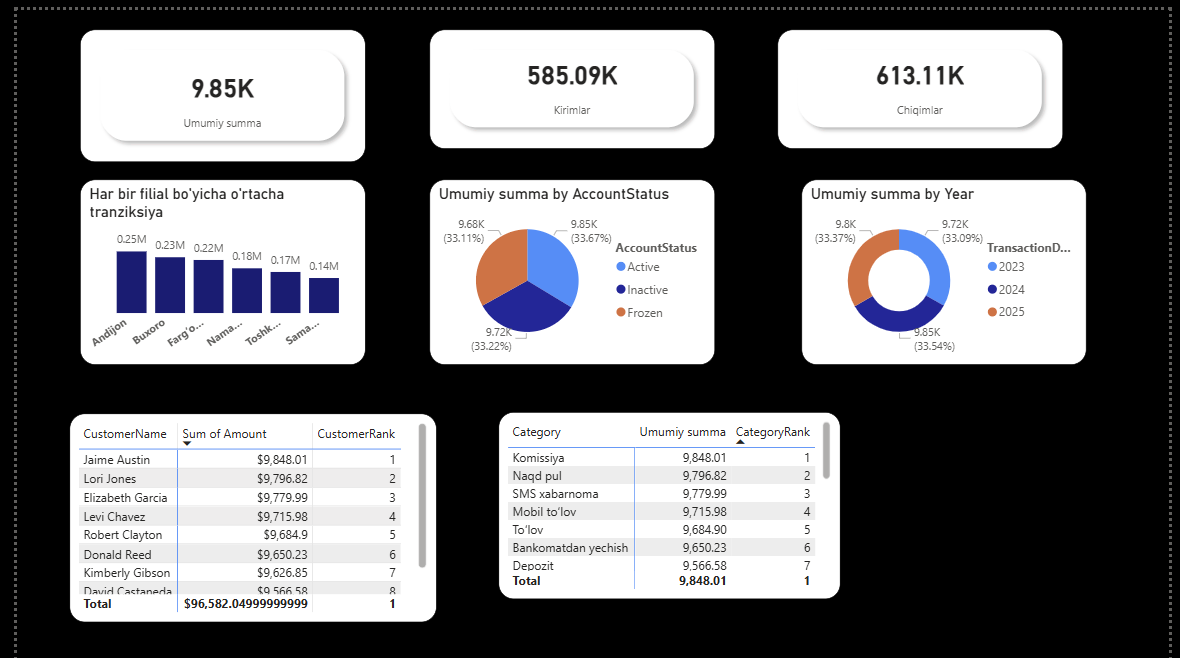 9.85K
Umumiy summa
585.09K
Kirimlar
613.11K
Chiqimlar
Har bir filial bo'yicha o'rtacha
tranziksiya
0.25M
0.23M
0.22M
0.18M
0.17M
0.14M
Andijon
Buxoro
Farg'o...
Nama...
Toshk...
Sama...
Umumiy summa by AccountStatus
9.68K
(33.11%)
9.85K
(33.67%)
9.72K
(33.22%)
AccountStatus
Active
Inactive
Frozen
Umumiy summa by Year
9.8K
(33.37%)
9.72K
(33.09%)
9.85K
(33.54%)
TransactionD...
2023
2024
2025
CustomerName Sum of Amount CustomerRank
Jaime Austin $9,848.01 1
Lori Jones $9,796.82 2
Elizabeth Garcia $9,779.99 3
Levi Chavez $9,715.98 4
Robert Clayton $9,684.9 5
Donald Reed $9,650.23 6
Kimberly Gibson $9,626.85 7
David Castaneda $9,566.58 8
Total $96,582.04999999999 1
Category Umumiy summa CategoryRank
Komissiya 9,848.01 1
Naqd pul 9,796.82 2
SMS xabarnoma 9,779.99 3
Mobil to'lov 9,715.98 4
To'lov 9,684.90 5
Bankomatdan yechish 9,650.23 6
Depozit 9,566.58 7
Total 9,848.01 1